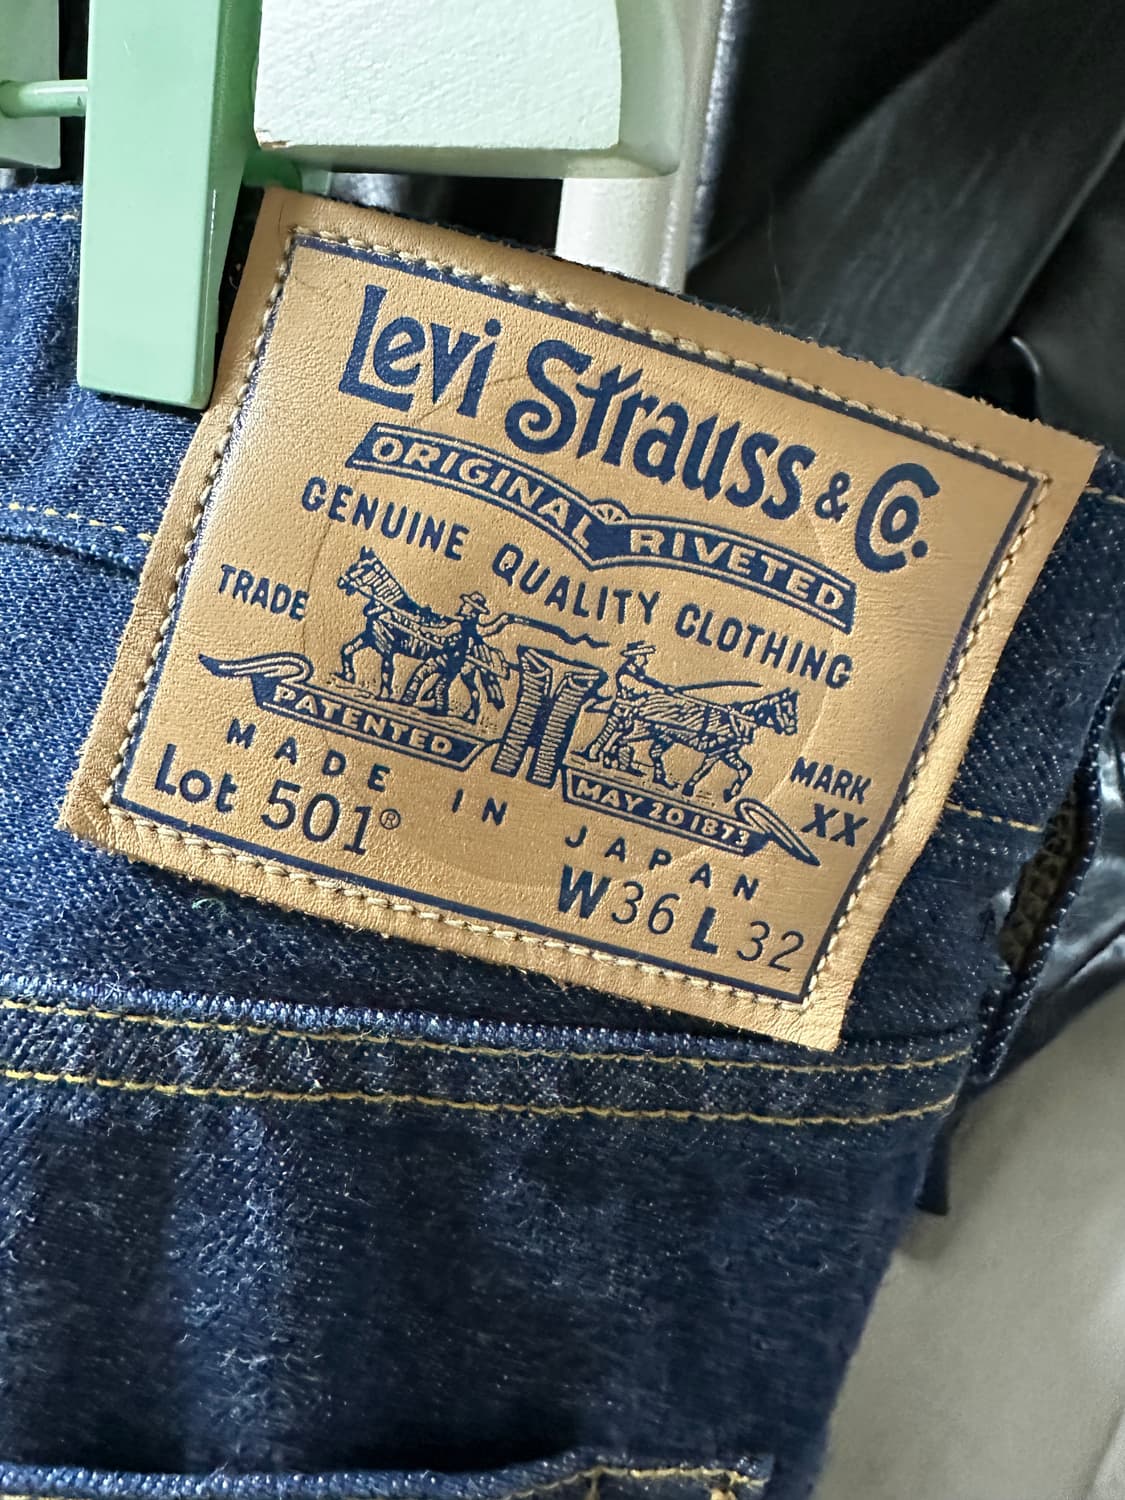 Levi Strauss & Co.
ORIGINAL RIVETED
GENUINE QUALITY CLOTHING
TRADE MARK
PATENTED MAY 20 1873 XX
MADE IN JAPAN
Lot 501® W36 L 32